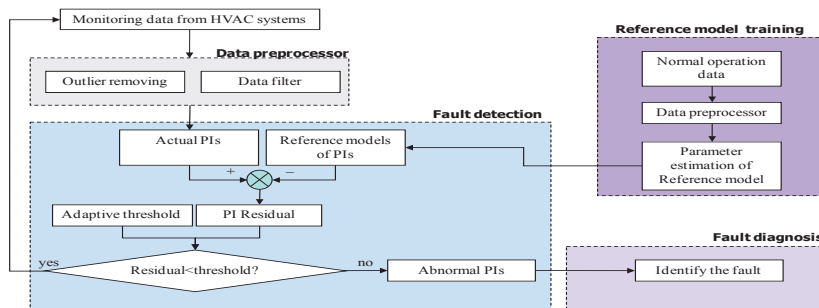 Monitoring data from HVAC systems
Data preprocessor
Outlier removing
Data filter
Fault detection
Actual PIs
Reference models
of PIs
+
−
Adaptive threshold
PI Residual
Residual<threshold?
yes
no
Abnormal PIs
Reference model training
Normal operation
data
Data preprocessor
Parameter
estimation of
Reference model
Fault diagnosis
Identify the fault